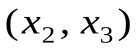 (x₂, x₃)